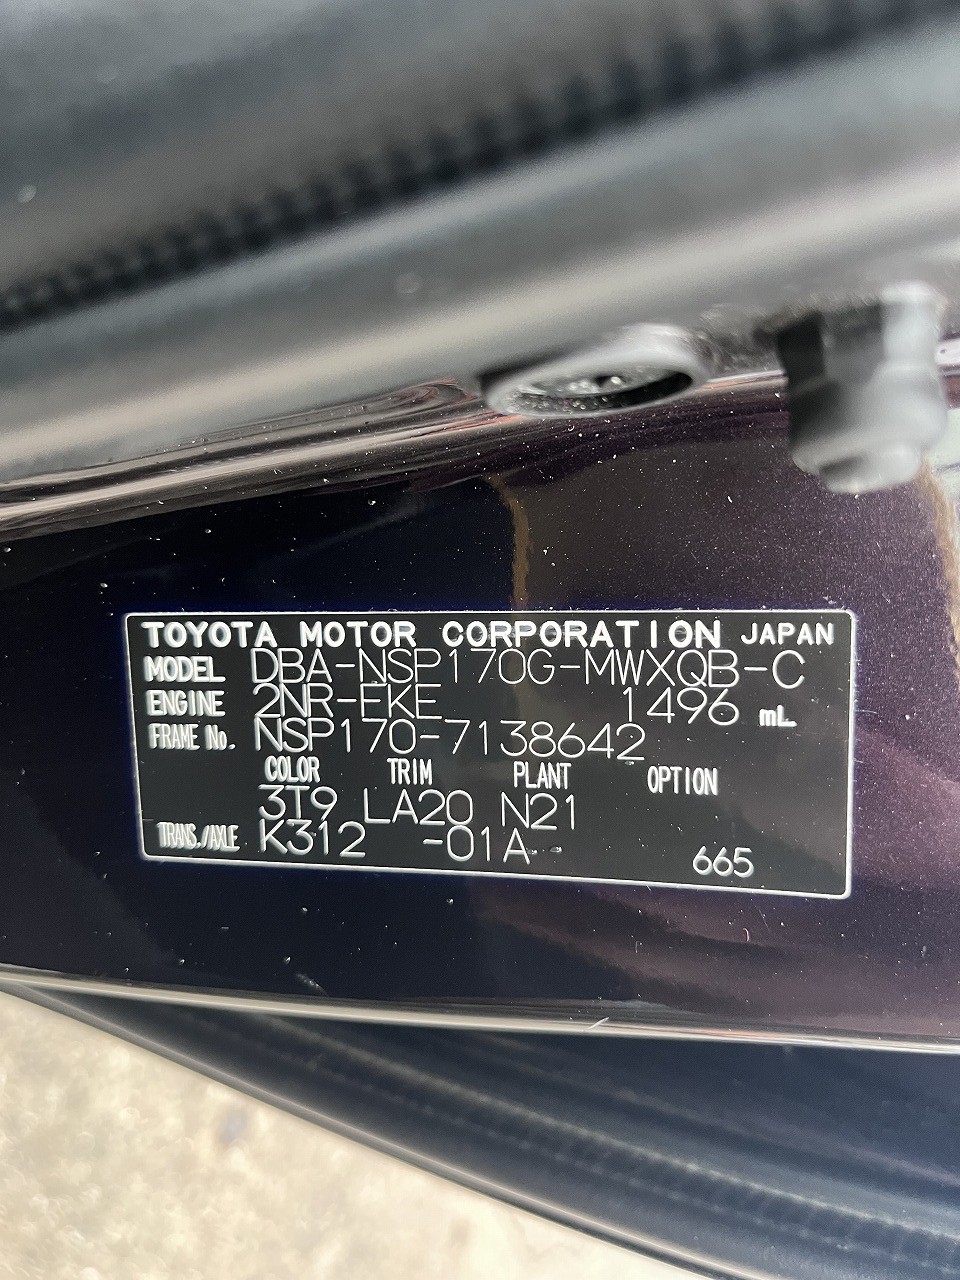 TOYOTA MOTOR CORPORATION JAPAN
MODEL DBA-NSP170G-MWXQB-C
ENGINE 2NR-FKE 1496 mL
FRAME No. NSP170-7138642
COLOR TRIM PLANT OPTION
3T9 LA20 N21
TRANS./AXLE K312 -01A
665